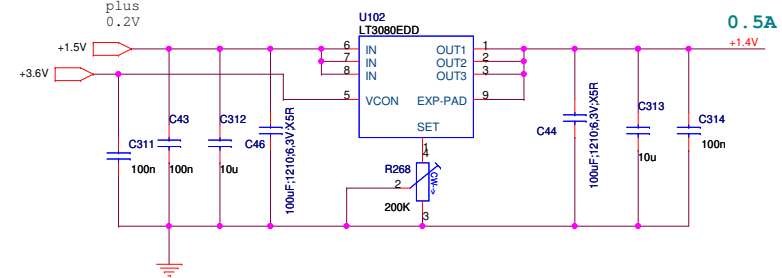 plus
0.2V
U102
LT3080EDD
0.5A
+1.5V
+1.4V
+3.6V
6 IN OUT1 1
7 IN OUT2 2
8 IN OUT3 3
5 VCON EXP-PAD 9
SET
C311
100n
C43
100n
C312
10u
C46
100uF;1210;6,3V;X5R
1
4
R268
2
CW->
200K
3
C44
100uF;1210;6,3V;X5R
C313
10u
C314
100n